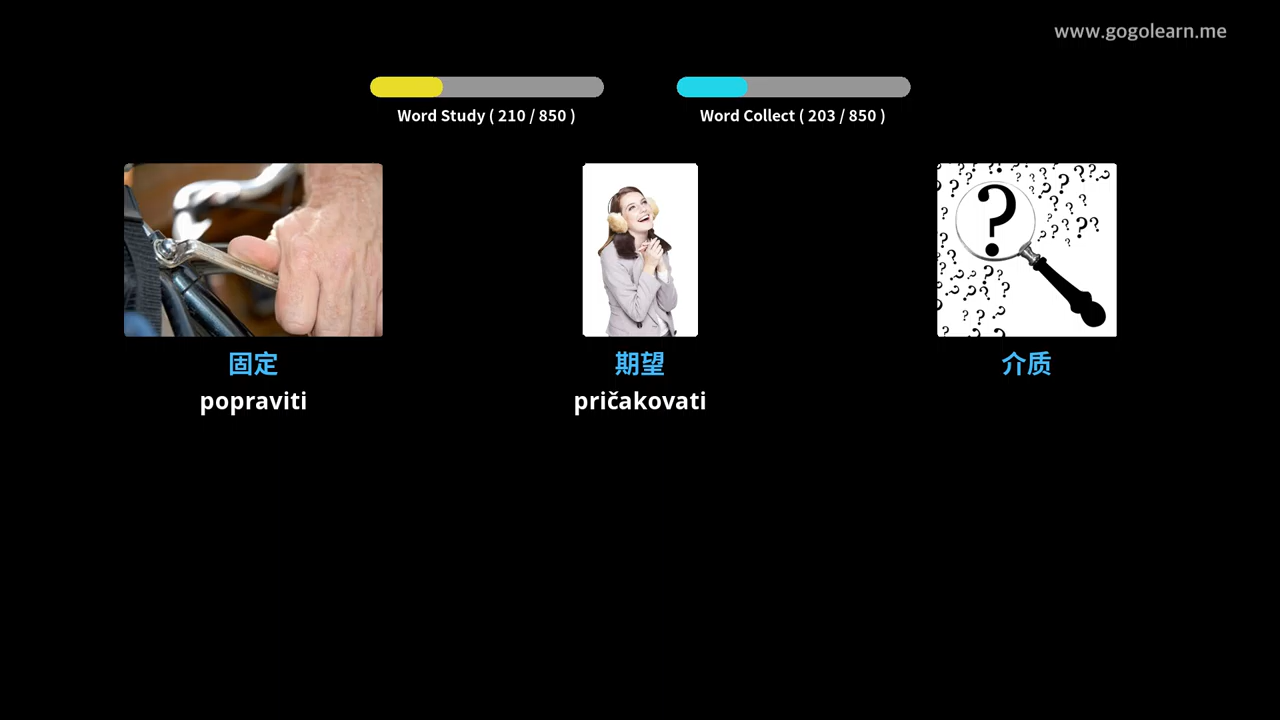 www.gogolearn.me
Word Study ( 210 / 850 )
Word Collect ( 203 / 850 )
固定
popraviti
期望
pričakovati
介质